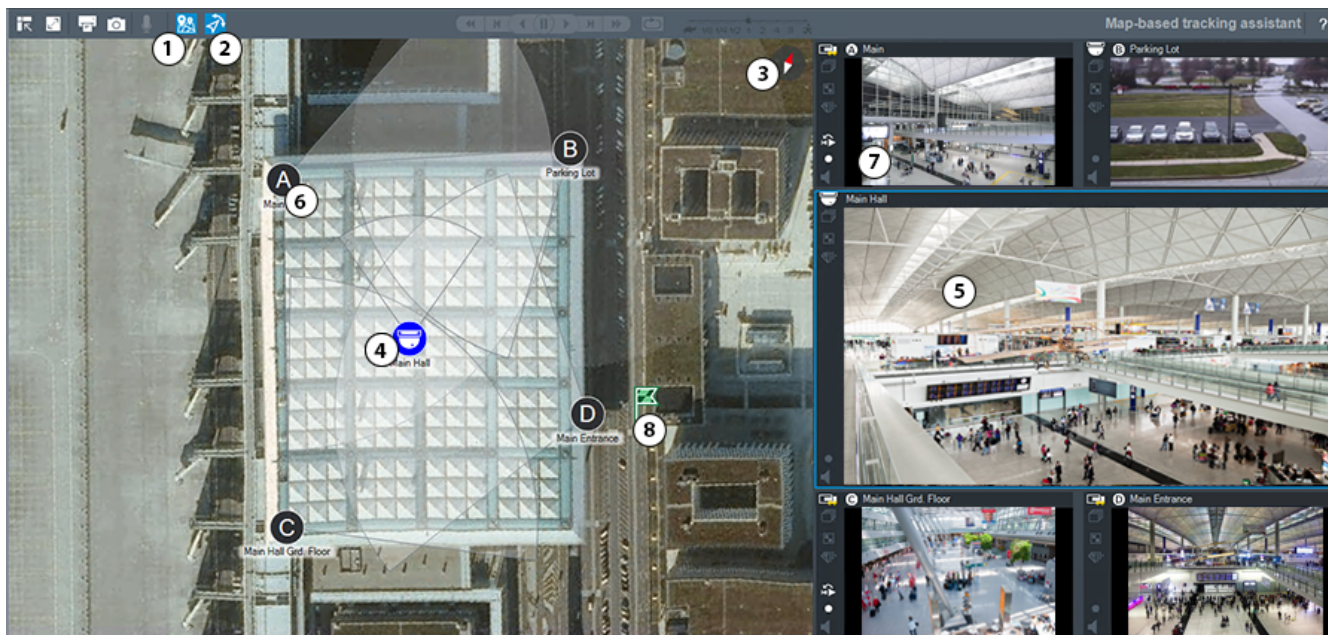 Map-based tracking assistant
?
1
2
3
A Main
B Parking Lot
B
Parking Lot
A
Main
6
7
Main Hall
5
4
Main Hall
D
Main Entrance
8
C
Main Hall Grd. Floor
C Main Hall Grd. Floor
D Main Entrance